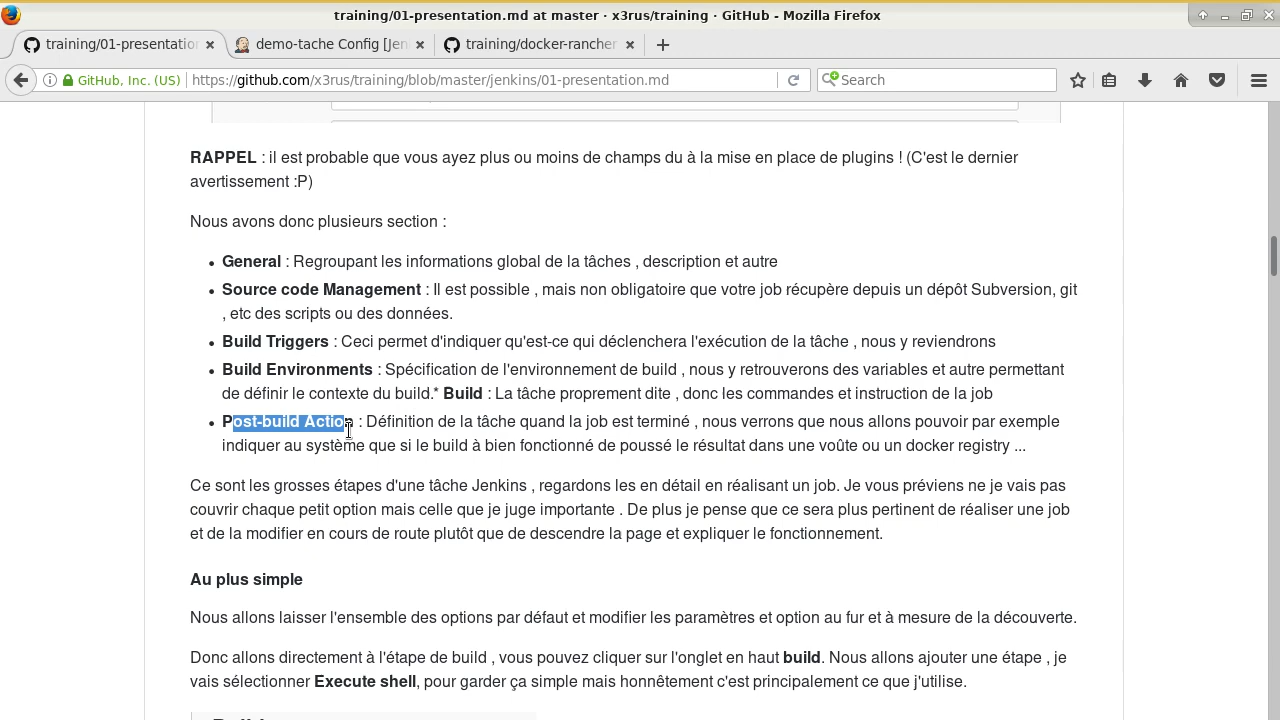 training/01-presentation.md at master · x3rus/training · GitHub - Mozilla Firefox
training/01-presentatio
demo-tache Config [Jen
training/docker-rancher
GitHub, Inc. (US)
https://github.com/x3rus/training/blob/master/jenkins/01-presentation.md
Search
RAPPEL : il est probable que vous ayez plus ou moins de champs du à la mise en place de plugins ! (C'est le dernier
avertissement :P)
Nous avons donc plusieurs section :
• General : Regroupant les informations global de la tâches , description et autre
• Source code Management : Il est possible , mais non obligatoire que votre job récupère depuis un dépôt Subversion, git
, etc des scripts ou des données.
• Build Triggers : Ceci permet d'indiquer qu'est-ce qui déclenchera l'exécution de la tâche , nous y reviendrons
• Build Environments : Spécification de l'environnement de build , nous y retrouverons des variables et autre permettant
de définir le contexte du build.* Build : La tâche proprement dite , donc les commandes et instruction de la job
• Post-build Action : Définition de la tâche quand la job est terminé , nous verrons que nous allons pouvoir par exemple
indiquer au système que si le build à bien fonctionné de poussé le résultat dans une voûte ou un docker registry ...
Ce sont les grosses étapes d'une tâche Jenkins , regardons les en détail en réalisant un job. Je vous préviens ne je vais pas
couvrir chaque petit option mais celle que je juge importante . De plus je pense que ce sera plus pertinent de réaliser une job
et de la modifier en cours de route plutôt que de descendre la page et expliquer le fonctionnement.
Au plus simple
Nous allons laisser l'ensemble des options par défaut et modifier les paramètres et option au fur et à mesure de la découverte.
Donc allons directement à l'étape de build , vous pouvez cliquer sur l'onglet en haut build. Nous allons ajouter une étape , je
vais sélectionner Execute shell, pour garder ça simple mais honnêtement c'est principalement ce que j'utilise.